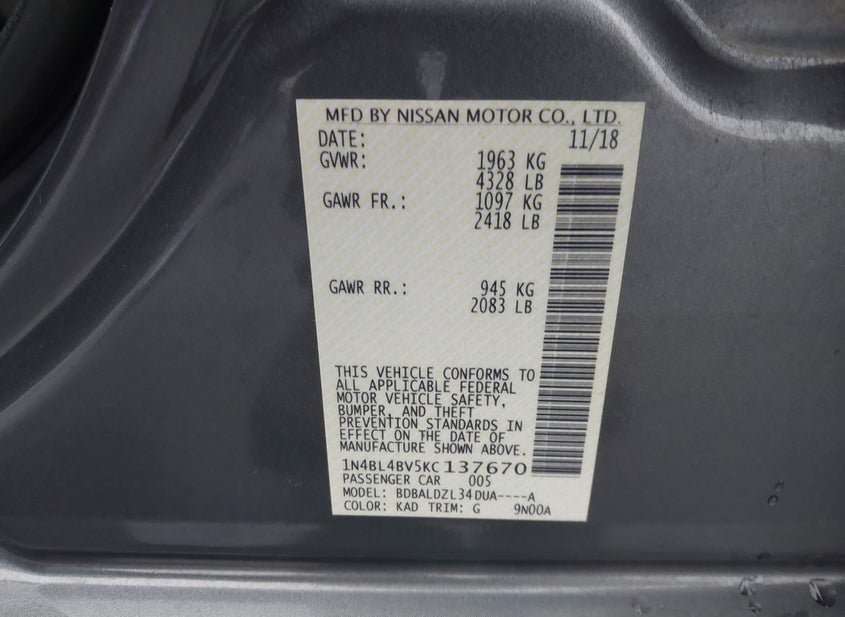 MFD BY NISSAN MOTOR CO., LTD.
DATE: 11/18
GVWR: 1963 KG
4328 LB
GAWR FR.: 1097 KG
2418 LB
GAWR RR.: 945 KG
2083 LB
THIS VEHICLE CONFORMS TO
ALL APPLICABLE FEDERAL
MOTOR VEHICLE SAFETY,
BUMPER, AND THEFT
PREVENTION STANDARDS IN
EFFECT ON THE DATE OF
MANUFACTURE SHOWN ABOVE.
1N4BL4BV5KC137670
PASSENGER CAR 005
MODEL: BDBALDZL34DUA----A
COLOR: KAD TRIM: G 9N00A